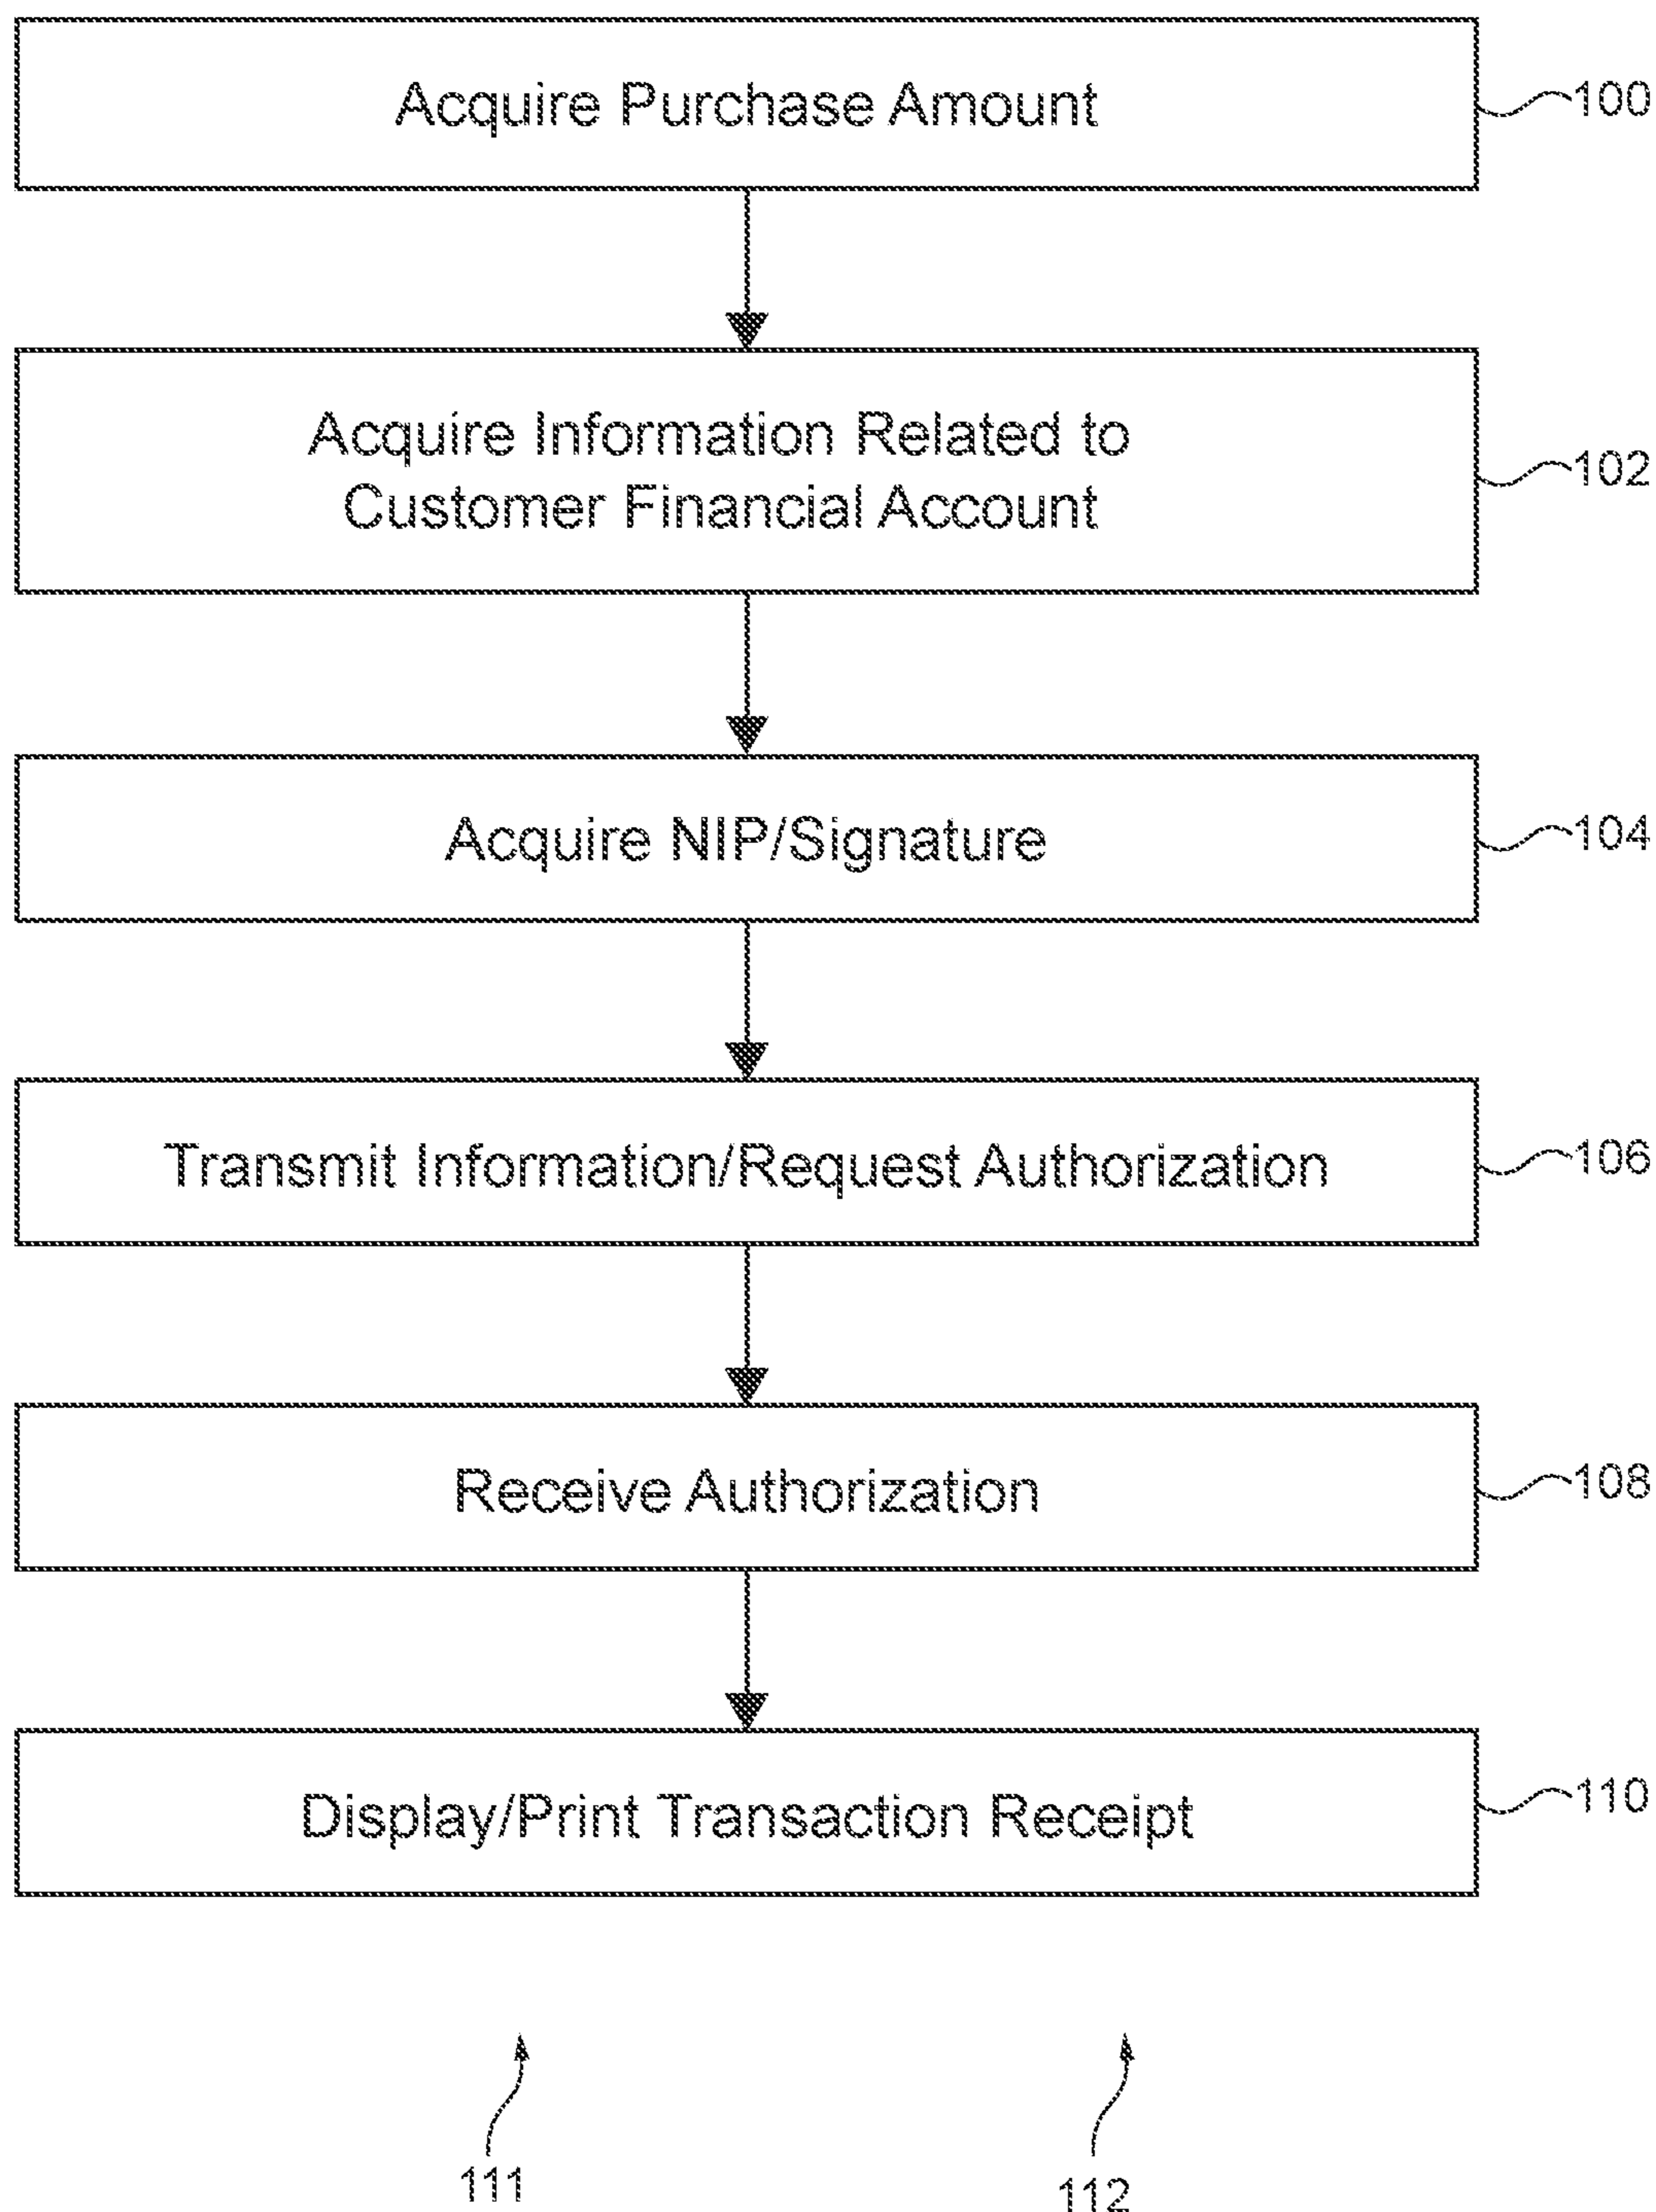 Acquire Purchase Amount
100
Acquire Information Related to
Customer Financial Account
102
Acquire NIP/Signature
104
Transmit Information/Request Authorization
106
Receive Authorization
108
Display/Print Transaction Receipt
110
111
112